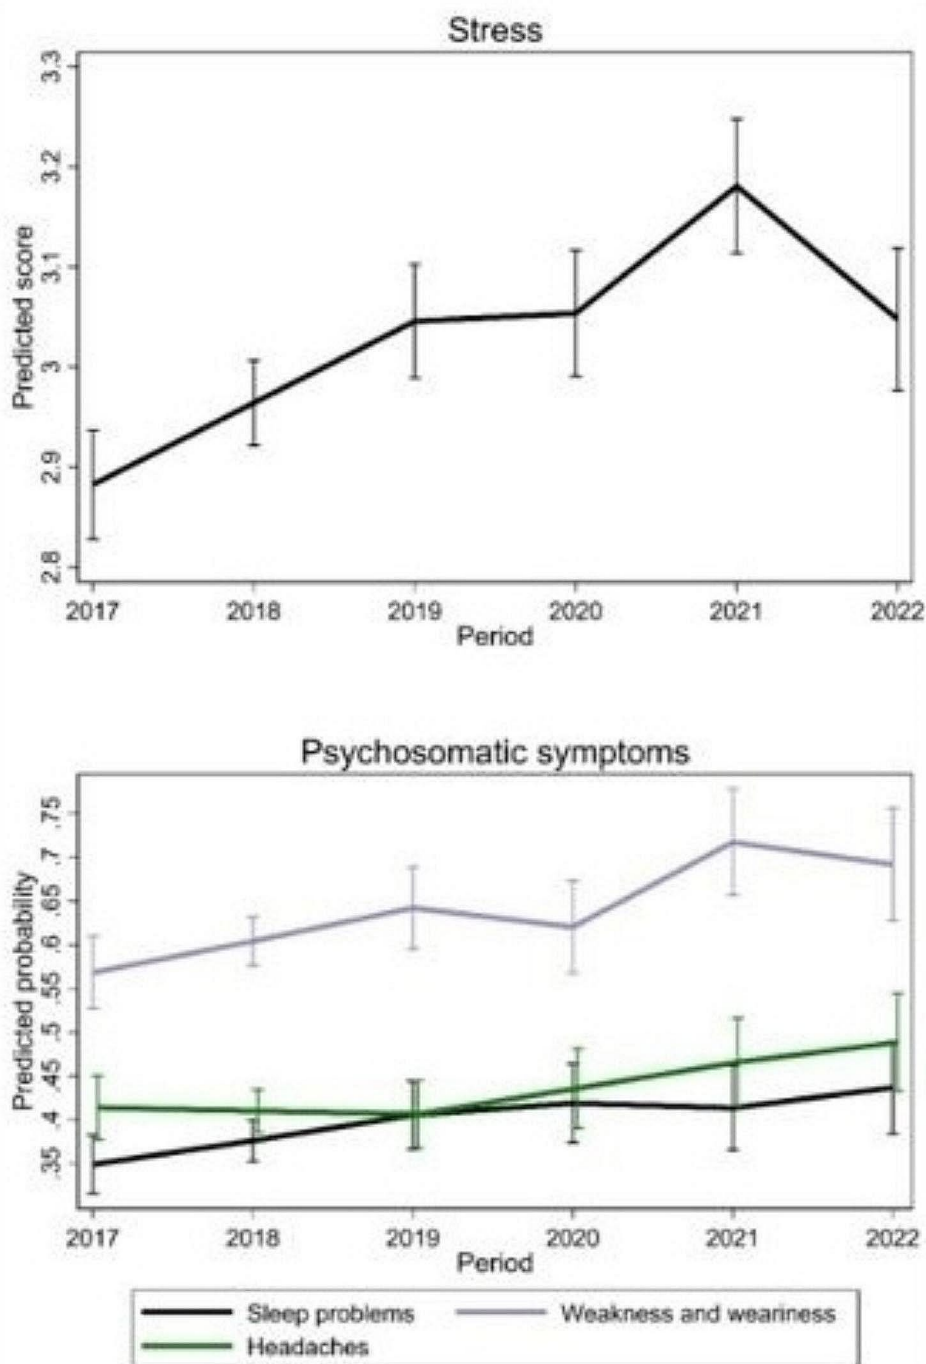 Stress
Predicted score
3.3
3.2
3.1
3
2.9
2.8
2017 2018 2019 2020 2021 2022
Period
Psychosomatic symptoms
Predicted probability
.75
.7
.65
.6
.55
.5
.45
.4
.35
2017 2018 2019 2020 2021 2022
Period
Sleep problems Weakness and weariness
Headaches